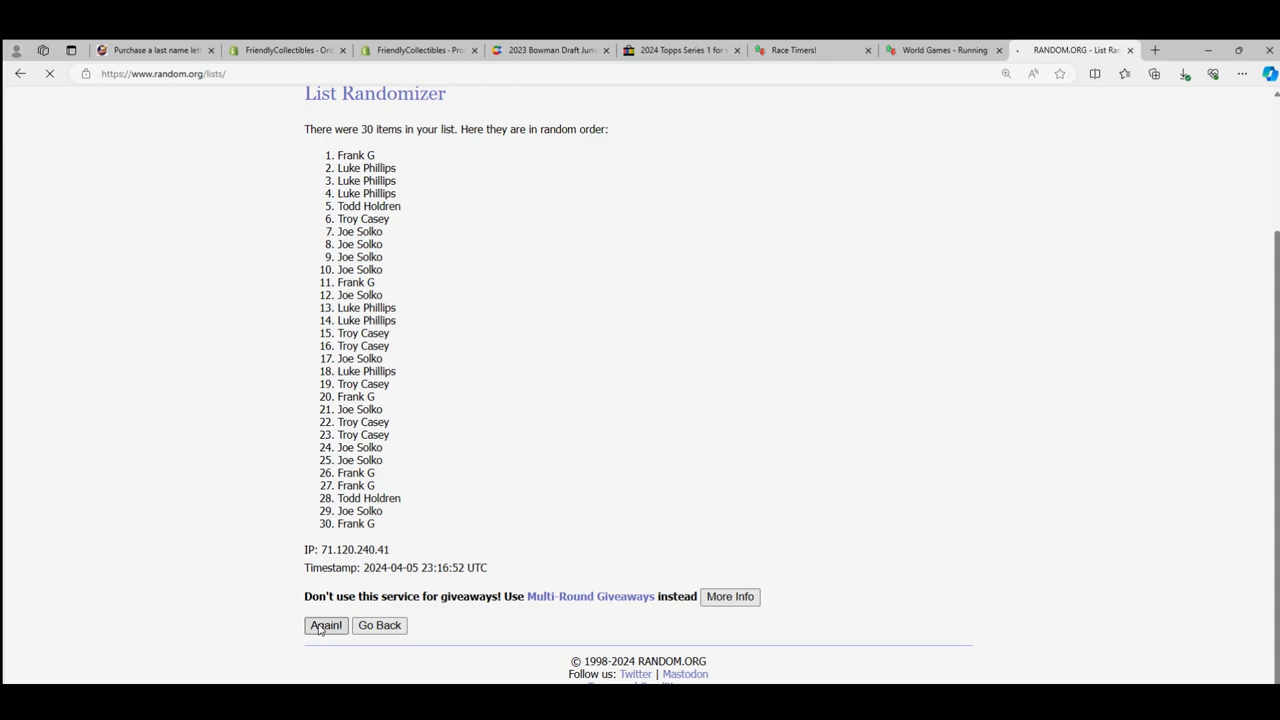 Purchase a last name lett
FriendlyCollectibles - Ord
FriendlyCollectibles - Pro
2023 Bowman Draft Jum
2024 Topps Series 1 for
Race Timers!
World Games - Running
RANDOM.ORG - List Ran
https://www.random.org/lists/
List Randomizer
There were 30 items in your list. Here they are in random order:
1. Frank G
2. Luke Phillips
3. Luke Phillips
4. Luke Phillips
5. Todd Holdren
6. Troy Casey
7. Joe Solko
8. Joe Solko
9. Joe Solko
10. Joe Solko
11. Frank G
12. Joe Solko
13. Luke Phillips
14. Luke Phillips
15. Troy Casey
16. Troy Casey
17. Joe Solko
18. Luke Phillips
19. Troy Casey
20. Frank G
21. Joe Solko
22. Troy Casey
23. Troy Casey
24. Joe Solko
25. Joe Solko
26. Frank G
27. Frank G
28. Todd Holdren
29. Joe Solko
30. Frank G
IP: 71.120.240.41
Timestamp: 2024-04-05 23:16:52 UTC
Don't use this service for giveaways! Use Multi-Round Giveaways instead More Info
Again! Go Back
© 1998-2024 RANDOM.ORG
Follow us: Twitter | Mastodon